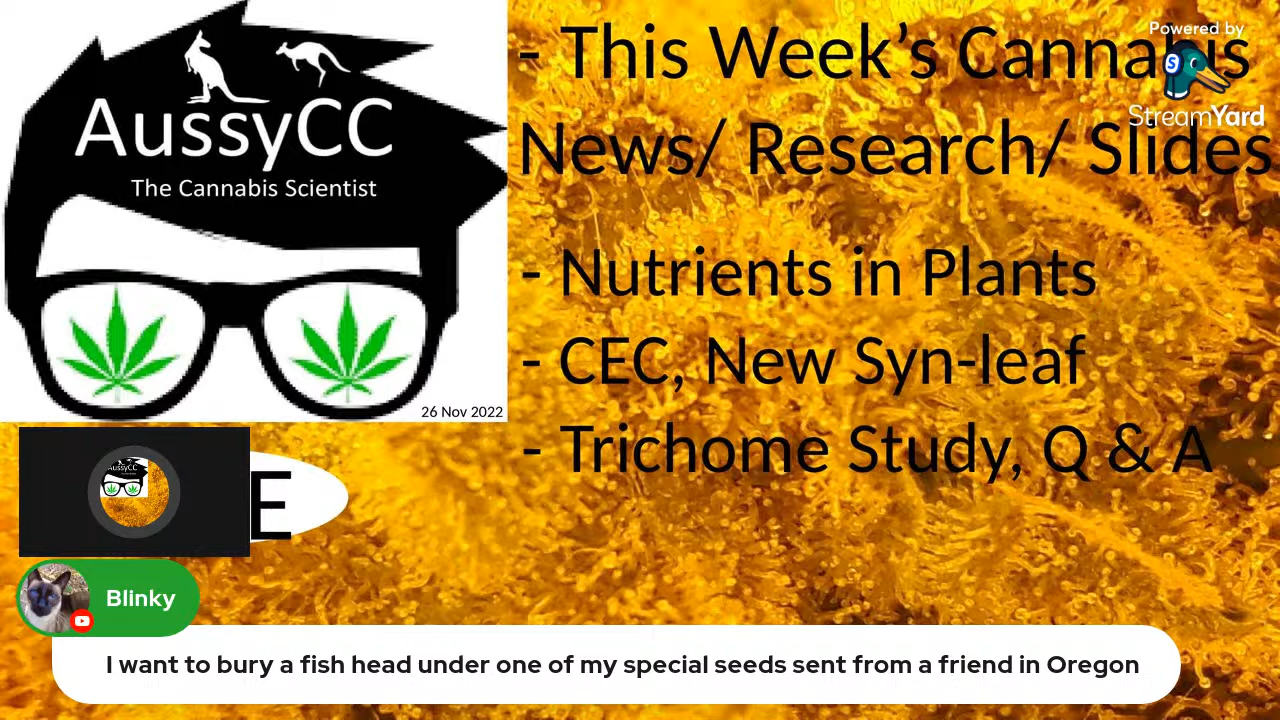 AussyCC
The Cannabis Scientist
26 Nov 2022
- This Week's Cannabis
News/ Research/ Slides
- Nutrients in Plants
- CEC, New Syn-leaf
- Trichome Study, Q & A
Powered by
StreamYard
AussyCC
E
Blinky
I want to bury a fish head under one of my special seeds sent from a friend in Oregon